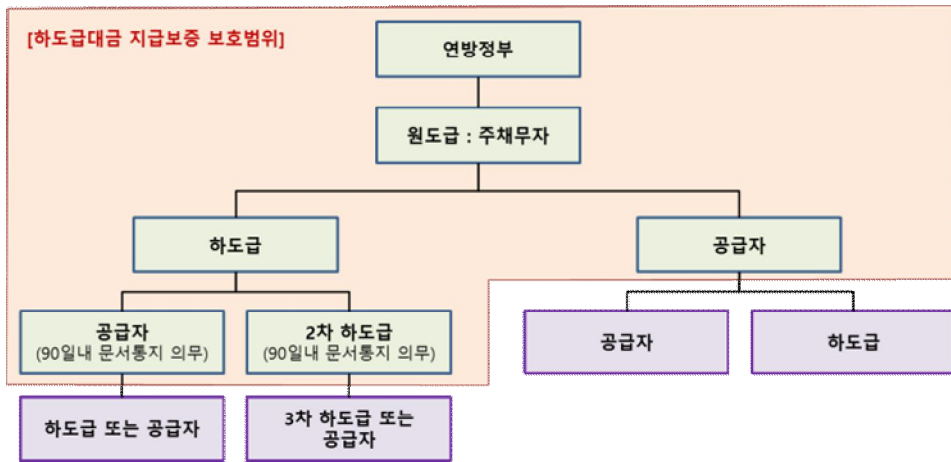 [하도급대금 지급보증 보호범위]
연방정부
원도급 : 주채무자
하도급
공급자
공급자
(90일내 문서통지 의무)
2차 하도급
(90일내 문서통지 의무)
공급자
하도급
하도급 또는 공급자
3차 하도급 또는
공급자